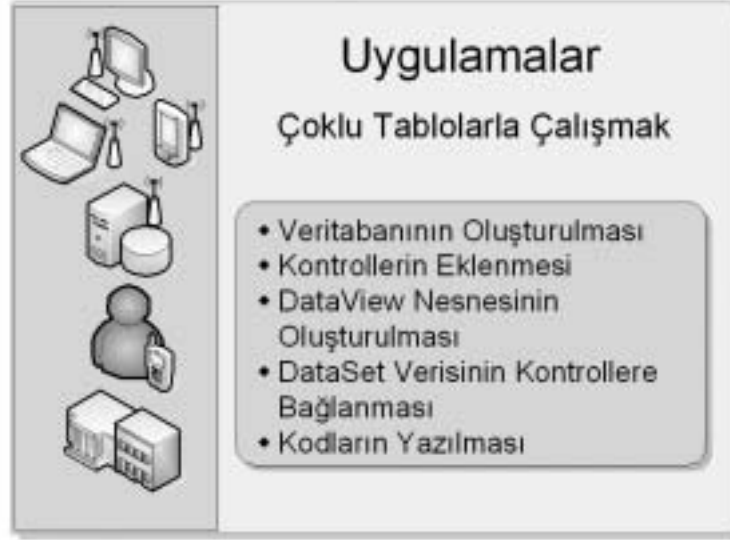 Uygulamalar
Çoklu Tablolarla Çalışmak
• Veritabanının Oluşturulması
• Kontrollerin Eklenmesi
• DataView Nesnesinin
Oluşturulması
• DataSet Verisinin Kontrollere
Bağlanması
• Kodların Yazılması